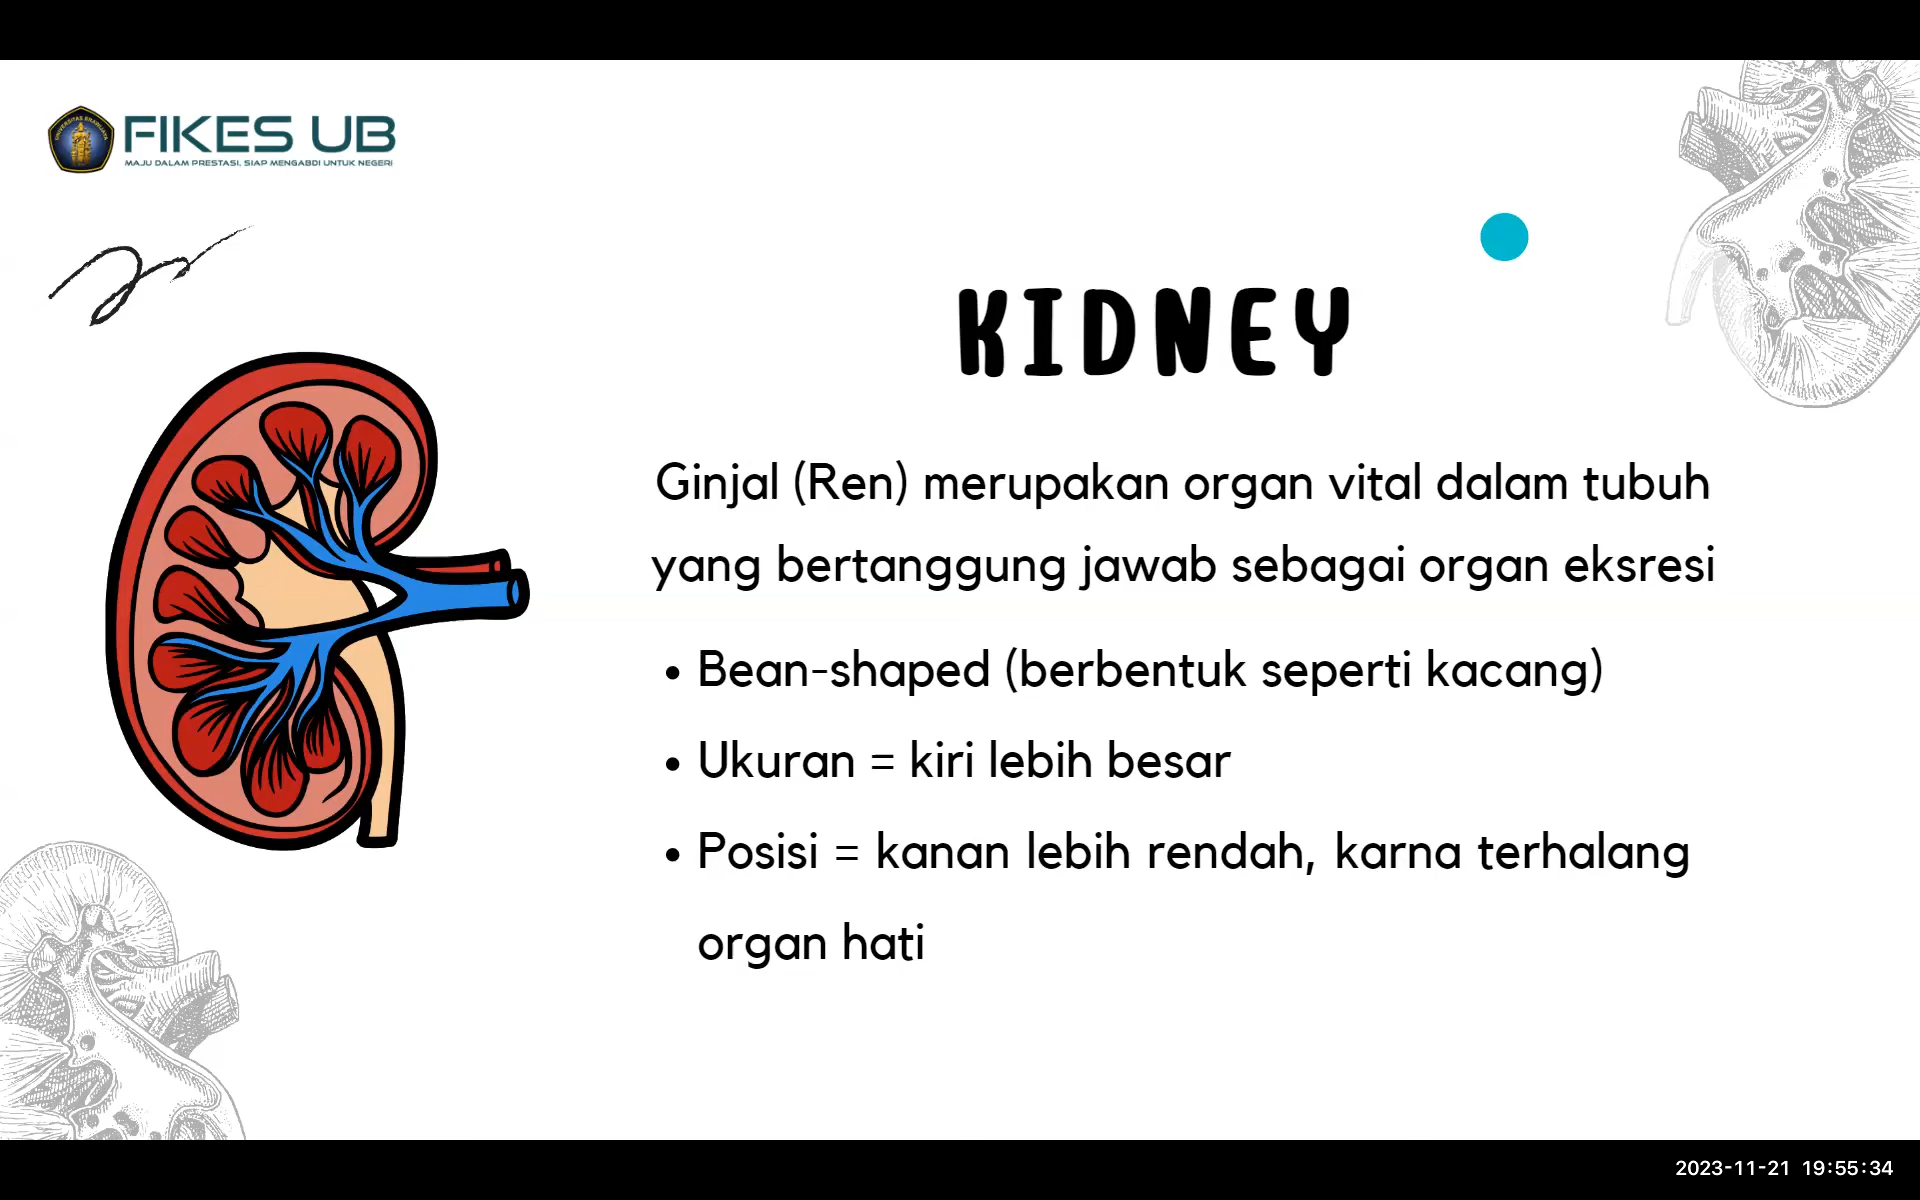 UNIVERSITAS BRAWIJAYA
FIKES UB
MAJU DALAM PRESTASI, SIAP MENGABDI UNTUK NEGERI
KIDNEY
Ginjal (Ren) merupakan organ vital dalam tubuh
yang bertanggung jawab sebagai organ eksresi
• Bean-shaped (berbentuk seperti kacang)
• Ukuran = kiri lebih besar
• Posisi = kanan lebih rendah, karna terhalang
organ hati
2023-11-21 19:55:34